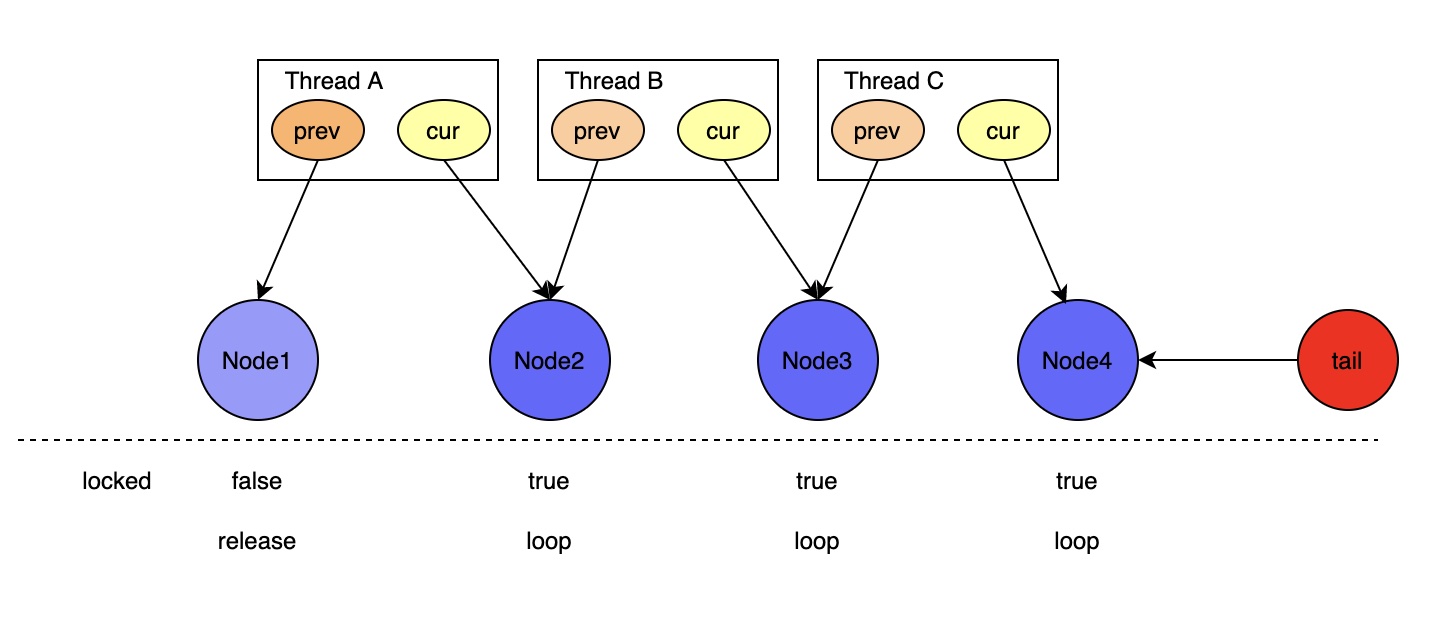 Thread A
Thread B
Thread C
prev
cur
prev
cur
prev
cur
Node1
Node2
Node3
Node4
tail
locked
false
true
true
true
release
loop
loop
loop